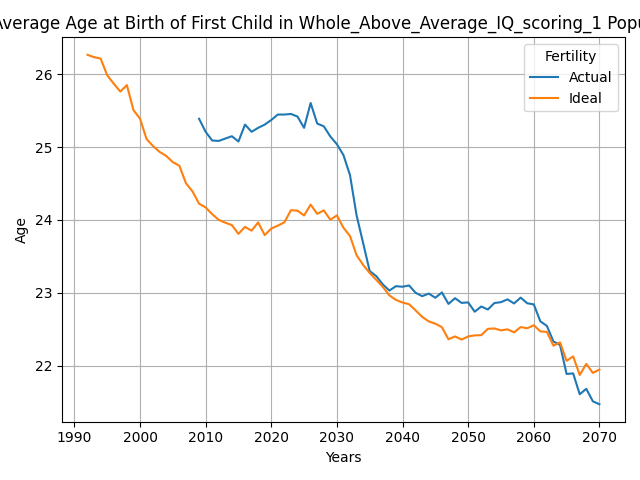 Average Age at Birth of First Child in Whole_Above_Average_IQ_scoring_1
Fertility
Actual
Ideal
26
25
24
23
22
Age
1990 2000 2010 2020 2030 2040 2050 2060 2070
Years